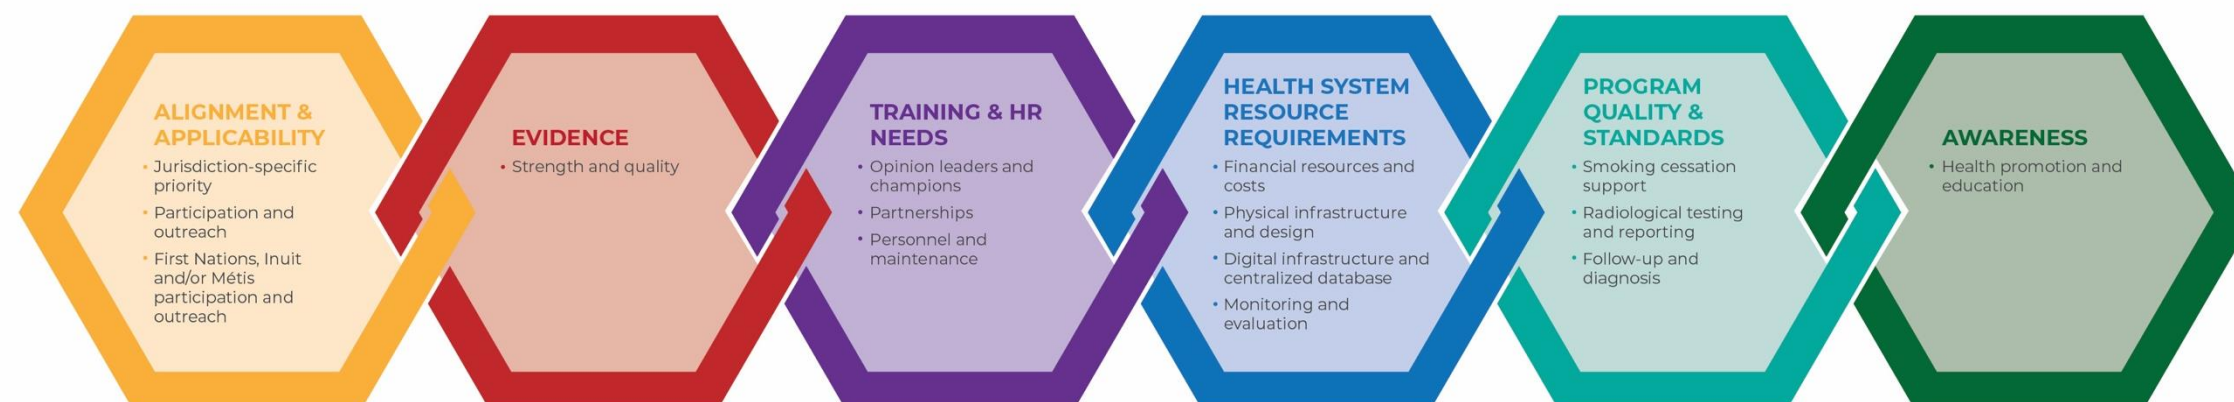 ALIGNMENT &
APPLICABILITY
• Jurisdiction-specific
priority
• Participation and
outreach
• First Nations, Inuit
and/or Métis
participation and
outreach
EVIDENCE
• Strength and quality
TRAINING & HR
NEEDS
• Opinion leaders and
champions
• Partnerships
• Personnel and
maintenance
HEALTH SYSTEM
RESOURCE
REQUIREMENTS
• Financial resources and
costs
• Physical infrastructure
and design
• Digital infrastructure and
centralized database
• Monitoring and
evaluation
PROGRAM
QUALITY &
STANDARDS
• Smoking cessation
support
• Radiological testing
and reporting
• Follow-up and
diagnosis
AWARENESS
• Health promotion and
education